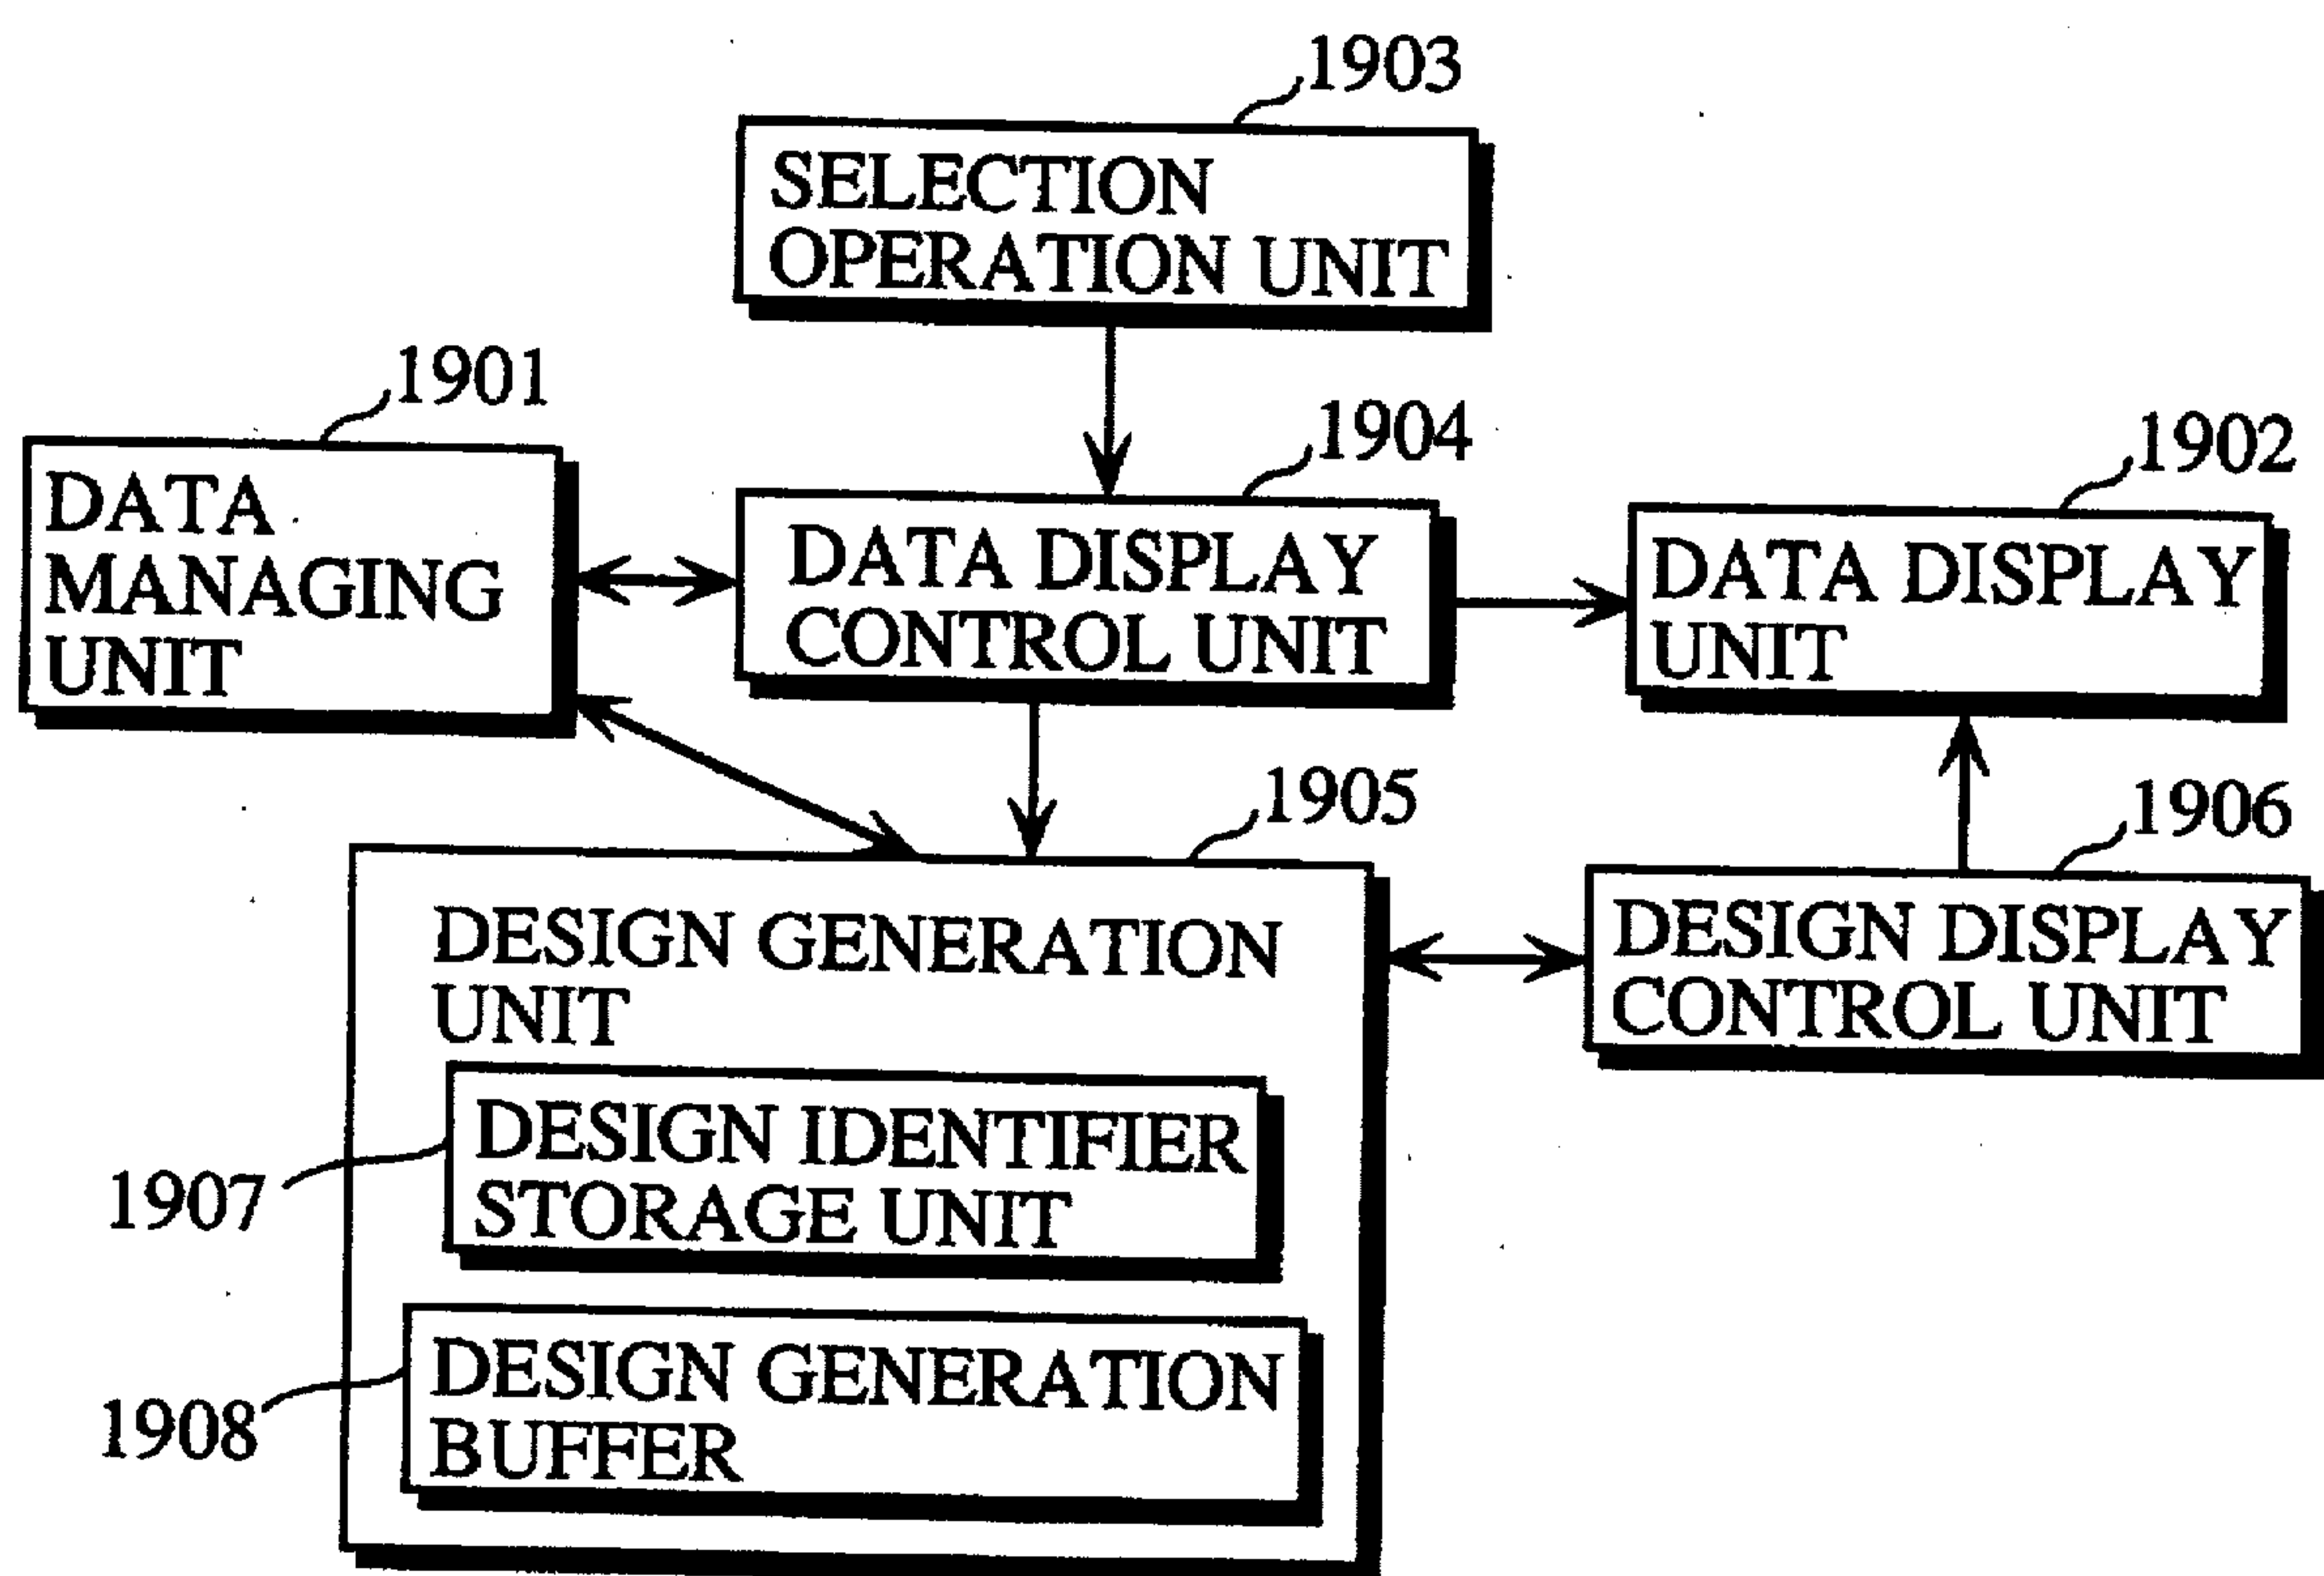 1903
SELECTION
OPERATION UNIT
1901
1904
1902
DATA
MANAGING
UNIT
DATA DISPLAY
CONTROL UNIT
DATA DISPLAY
UNIT
1905
1906
DESIGN GENERATION
UNIT
DESIGN DISPLAY
CONTROL UNIT
1907
DESIGN IDENTIFIER
STORAGE UNIT
1908
DESIGN GENERATION
BUFFER